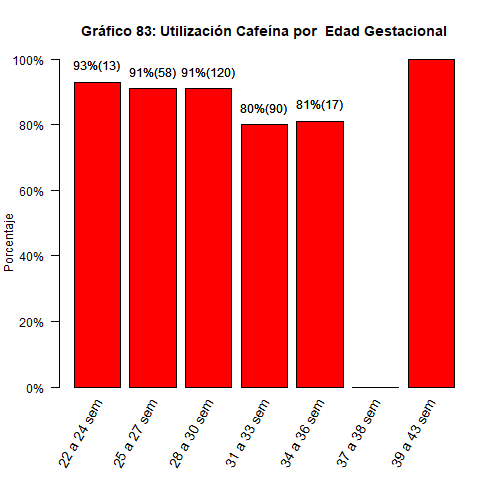 Gráfico 83: Utilización Cafeína por  Edad Gestacional
Porcentaje
100%
80%
60%
40%
20%
0%
93%(13)
91%(58)
91%(120)
80%(90)
81%(17)
22 a 24 sem
25 a 27 sem
28 a 30 sem
31 a 33 sem
34 a 36 sem
37 a 38 sem
39 a 43 sem